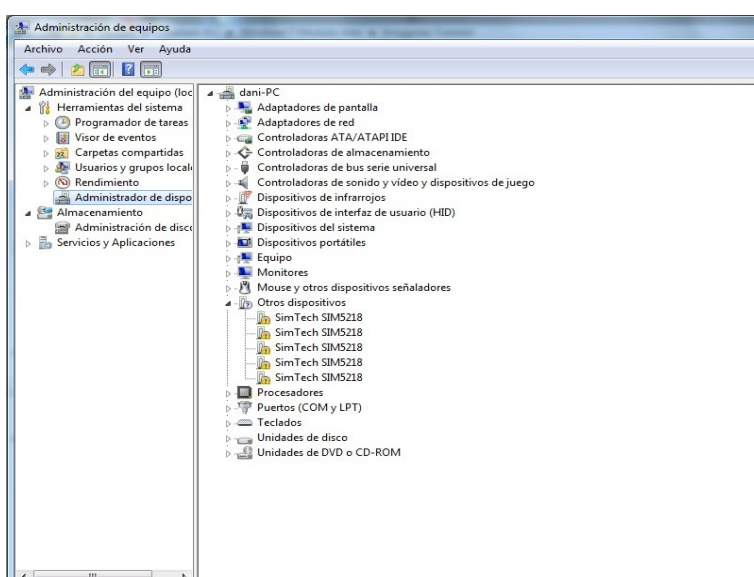 Administración de equipos
Archivo Acción Ver Ayuda
Administración del equipo (loc
Herramientas del sistema
Programador de tareas
Visor de eventos
Carpetas compartidas
Usuarios y grupos locale
Rendimiento
Administrador de dispo
Almacenamiento
Administración de disco
Servicios y Aplicaciones
dani-PC
Adaptadores de pantalla
Adaptadores de red
Controladoras ATA/ATAPI IDE
Controladoras de almacenamiento
Controladoras de bus serie universal
Controladoras de sonido y vídeo y dispositivos de juego
Dispositivos de infrarrojos
Dispositivos de interfaz de usuario (HID)
Dispositivos del sistema
Dispositivos portátiles
Equipo
Monitores
Mouse y otros dispositivos señaladores
Otros dispositivos
SimTech SIM5218
SimTech SIM5218
SimTech SIM5218
SimTech SIM5218
SimTech SIM5218
Procesadores
Puertos (COM y LPT)
Teclados
Unidades de disco
Unidades de DVD o CD-ROM